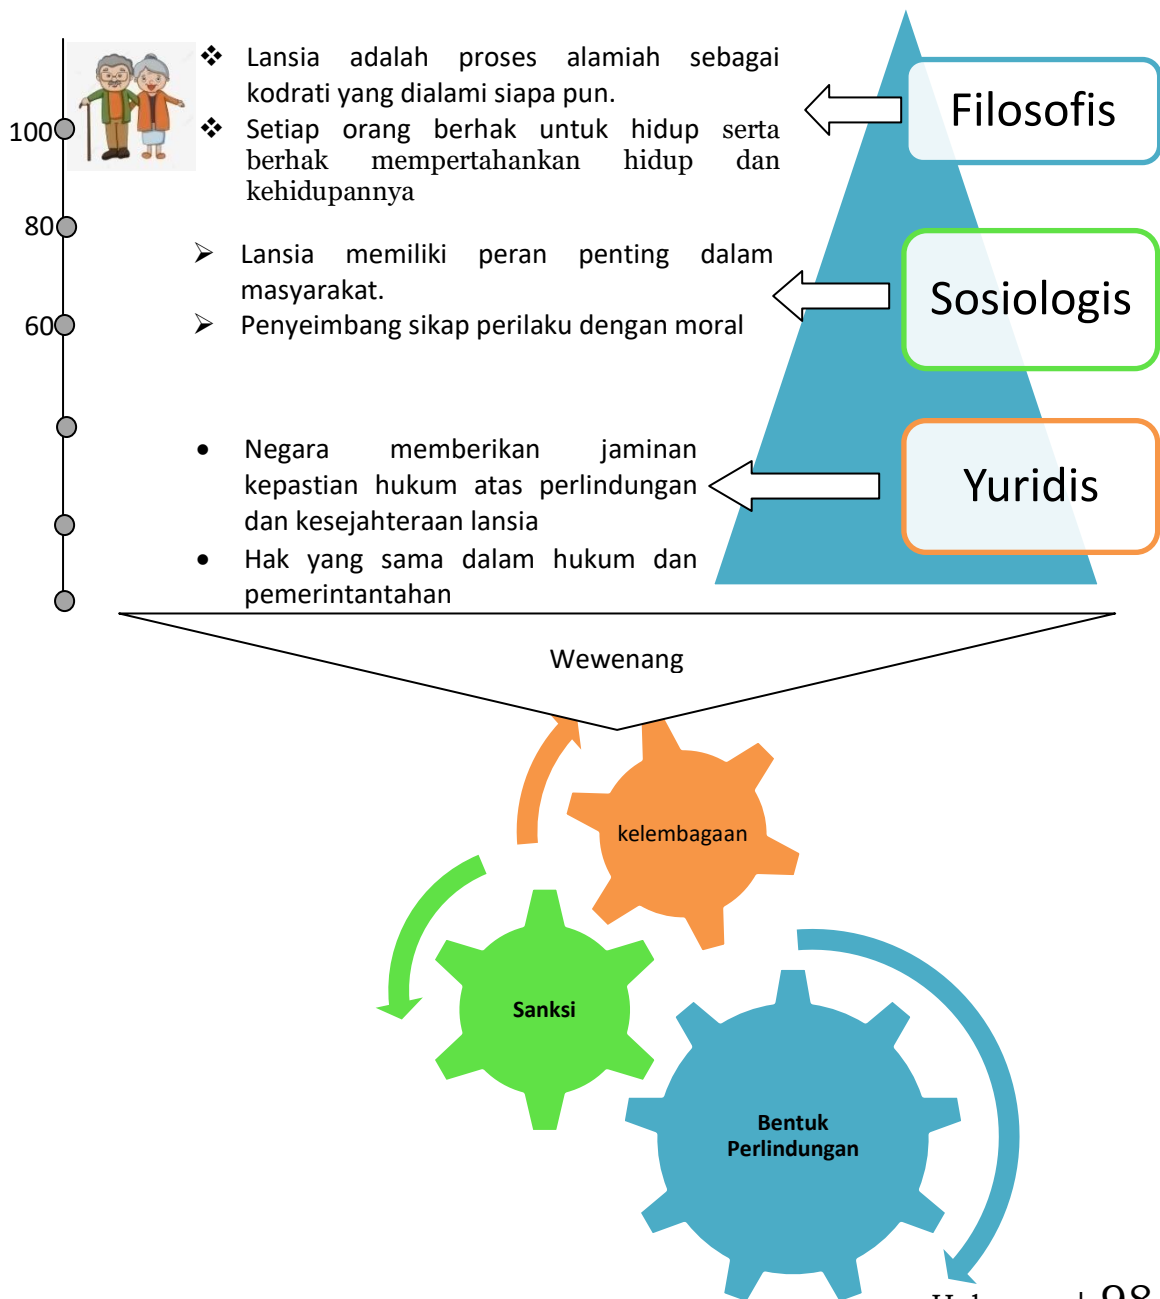 ❖ Lansia adalah proses alamiah sebagai
kodrati yang dialami siapa pun.
❖ Setiap orang berhak untuk hidup serta
berhak mempertahankan hidup dan
kehidupannya
Filosofis
100
80
60
➢ Lansia memiliki peran penting dalam
masyarakat.
➢ Penyeimbang sikap perilaku dengan moral
Sosiologis
• Negara memberikan jaminan
kepastian hukum atas perlindungan
dan kesejahteraan lansia
• Hak yang sama dalam hukum dan
pemerintantahan
Yuridis
Wewenang
kelembagaan
Sanksi
Bentuk
Perlindungan
| 98